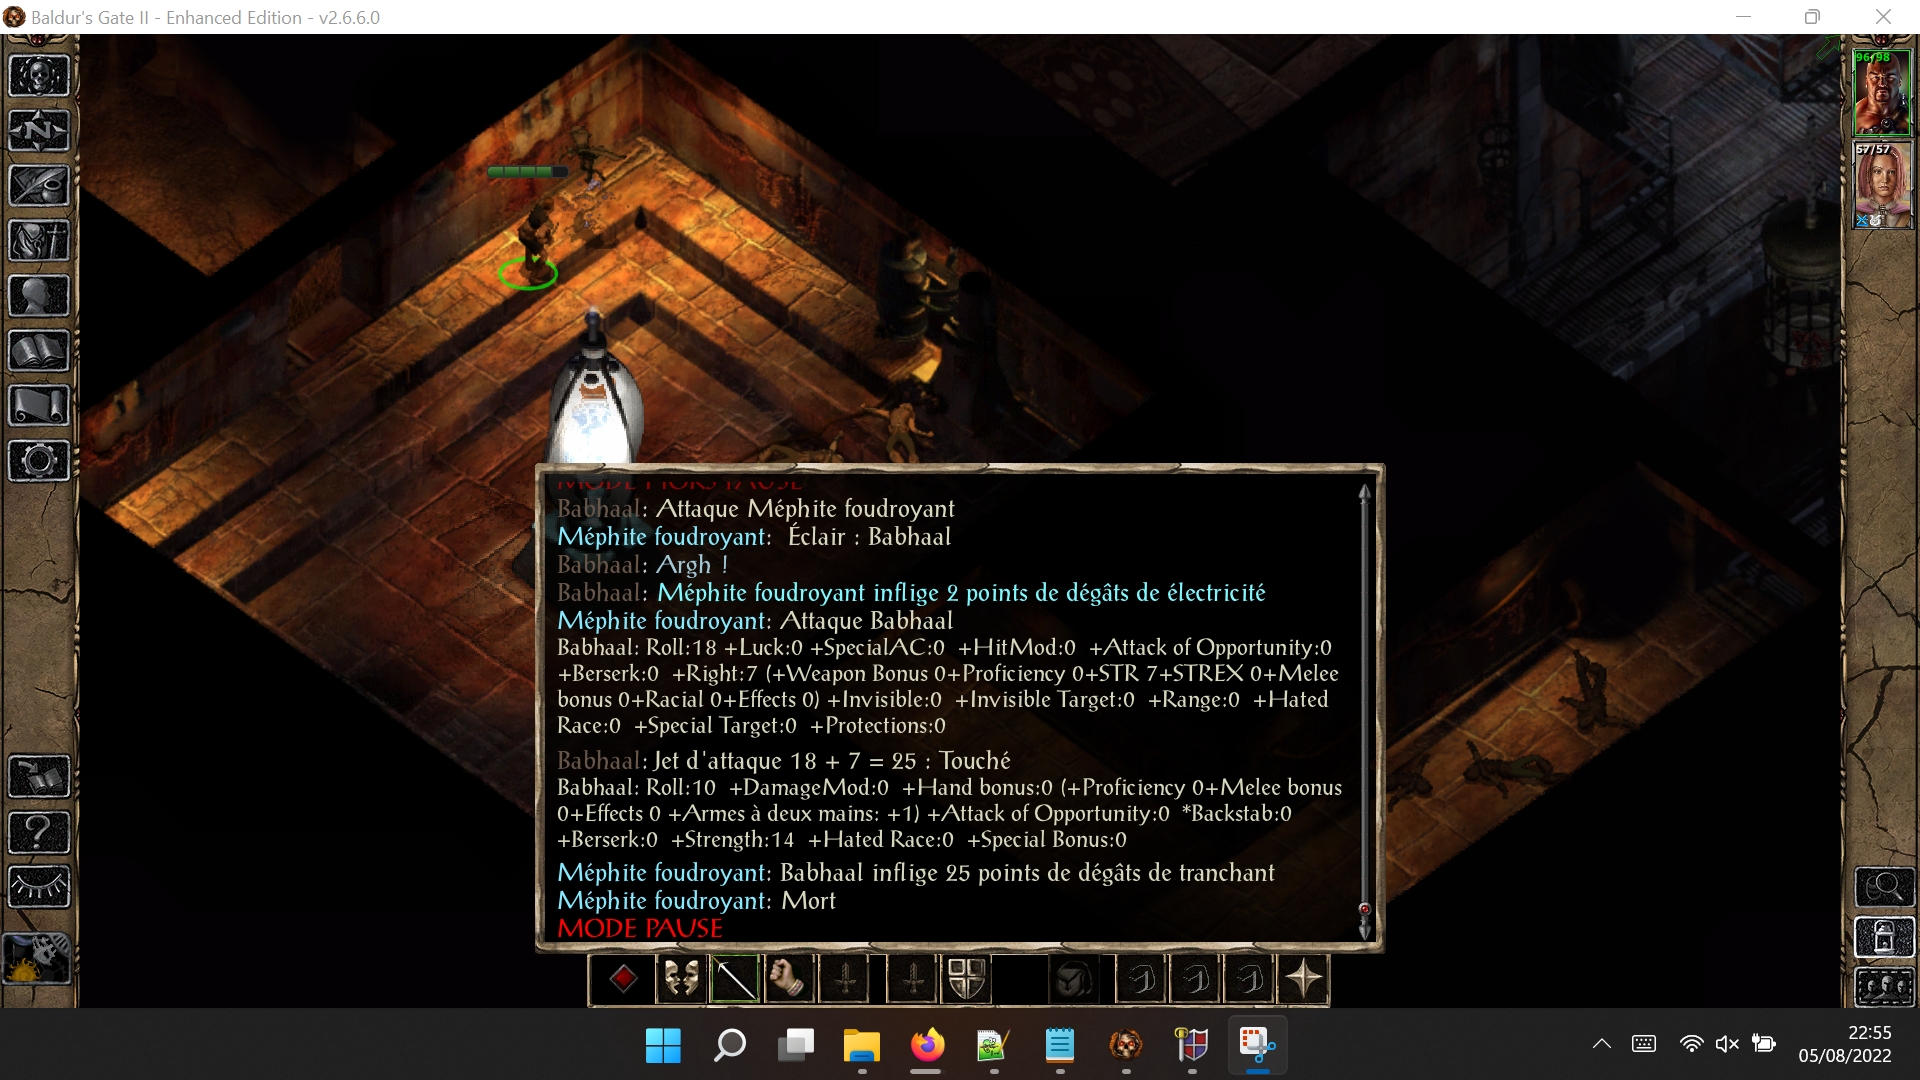 Baldur's Gate II - Enhanced Edition - v2.6.6.0
96/98
57/57
N
MODE HORS PAUSE
Babhaal: Attaque Méphite foudroyant
Méphite foudroyant:  Éclair : Babhaal
Babhaal: Argh !
Babhaal: Méphite foudroyant inflige 2 points de dégâts de électricité
Méphite foudroyant: Attaque Babhaal
Babhaal: Roll:18 +Luck:0 +SpecialAC:0  +HitMod:0  +Attack of Opportunity:0
+Berserk:0  +Right:7 (+Weapon Bonus 0+Proficiency 0+STR 7+STREX 0+Melee
bonus 0+Racial 0+Effects 0) +Invisible:0  +Invisible Target:0  +Range:0  +Hated
Race:0  +Special Target:0  +Protections:0
Babhaal: Jet d'attaque 18 + 7 = 25 : Touché
Babhaal: Roll:10  +DamageMod:0  +Hand bonus:0 (+Proficiency 0+Melee bonus
0+Effects 0 +Armes à deux mains: +1) +Attack of Opportunity:0  *Backstab:0
+Berserk:0  +Strength:14  +Hated Race:0  +Special Bonus:0
Méphite foudroyant: Babhaal inflige 25 points de dégâts de tranchant
Méphite foudroyant: Mort
MODE PAUSE
?
22:55
05/08/2022